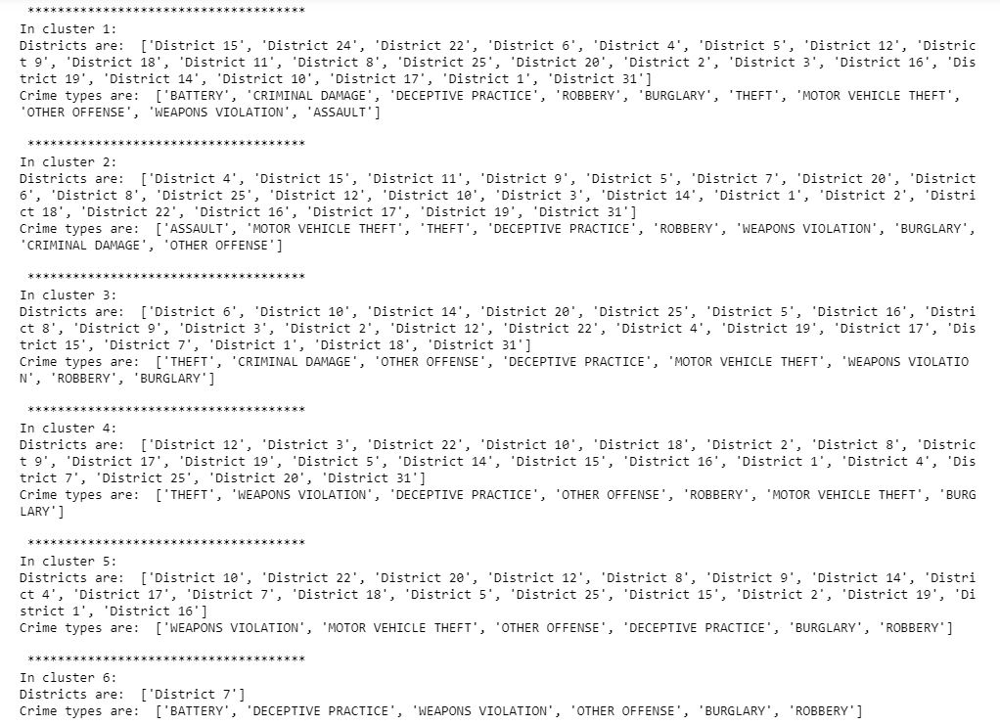 *************************************
In cluster 1:
Districts are:  ['District 15', 'District 24', 'District 22', 'District 6', 'District 4', 'District 5', 'District 12', 'Distric
t 9', 'District 18', 'District 11', 'District 8', 'District 25', 'District 20', 'District 2', 'District 3', 'District 16', 'Dis
trict 19', 'District 14', 'District 10', 'District 17', 'District 1', 'District 31']
Crime types are:  ['BATTERY', 'CRIMINAL DAMAGE', 'DECEPTIVE PRACTICE', 'ROBBERY', 'BURGLARY', 'THEFT', 'MOTOR VEHICLE THEFT',
'OTHER OFFENSE', 'WEAPONS VIOLATION', 'ASSAULT']
*************************************
In cluster 2:
Districts are:  ['District 4', 'District 15', 'District 11', 'District 9', 'District 5', 'District 7', 'District 20', 'District
6', 'District 8', 'District 25', 'District 12', 'District 10', 'District 3', 'District 14', 'District 1', 'District 2', 'Distri
ct 18', 'District 22', 'District 16', 'District 17', 'District 19', 'District 31']
Crime types are:  ['ASSAULT', 'MOTOR VEHICLE THEFT', 'THEFT', 'DECEPTIVE PRACTICE', 'ROBBERY', 'WEAPONS VIOLATION', 'BURGLARY',
'CRIMINAL DAMAGE', 'OTHER OFFENSE']
*************************************
In cluster 3:
Districts are:  ['District 6', 'District 10', 'District 14', 'District 20', 'District 25', 'District 5', 'District 16', 'Distri
ct 8', 'District 9', 'District 3', 'District 2', 'District 12', 'District 22', 'District 4', 'District 19', 'District 17', 'Dis
trict 15', 'District 7', 'District 1', 'District 18', 'District 31']
Crime types are:  ['THEFT', 'CRIMINAL DAMAGE', 'OTHER OFFENSE', 'DECEPTIVE PRACTICE', 'MOTOR VEHICLE THEFT', 'WEAPONS VIOLATIO
N', 'ROBBERY', 'BURGLARY']
*************************************
In cluster 4:
Districts are:  ['District 12', 'District 3', 'District 22', 'District 10', 'District 18', 'District 2', 'District 8', 'Distric
t 9', 'District 17', 'District 19', 'District 5', 'District 14', 'District 15', 'District 16', 'District 1', 'District 4', 'Dis
trict 7', 'District 25', 'District 20', 'District 31']
Crime types are:  ['THEFT', 'WEAPONS VIOLATION', 'DECEPTIVE PRACTICE', 'OTHER OFFENSE', 'ROBBERY', 'MOTOR VEHICLE THEFT', 'BURG
LARY']
*************************************
In cluster 5:
Districts are:  ['District 10', 'District 22', 'District 20', 'District 12', 'District 8', 'District 9', 'District 14', 'Distri
ct 4', 'District 17', 'District 7', 'District 18', 'District 5', 'District 25', 'District 15', 'District 2', 'District 19', 'Di
strict 1', 'District 16']
Crime types are:  ['WEAPONS VIOLATION', 'MOTOR VEHICLE THEFT', 'OTHER OFFENSE', 'DECEPTIVE PRACTICE', 'BURGLARY', 'ROBBERY']
*************************************
In cluster 6:
Districts are:  ['District 7']
Crime types are:  ['BATTERY', 'DECEPTIVE PRACTICE', 'WEAPONS VIOLATION', 'OTHER OFFENSE', 'BURGLARY', 'ROBBERY']